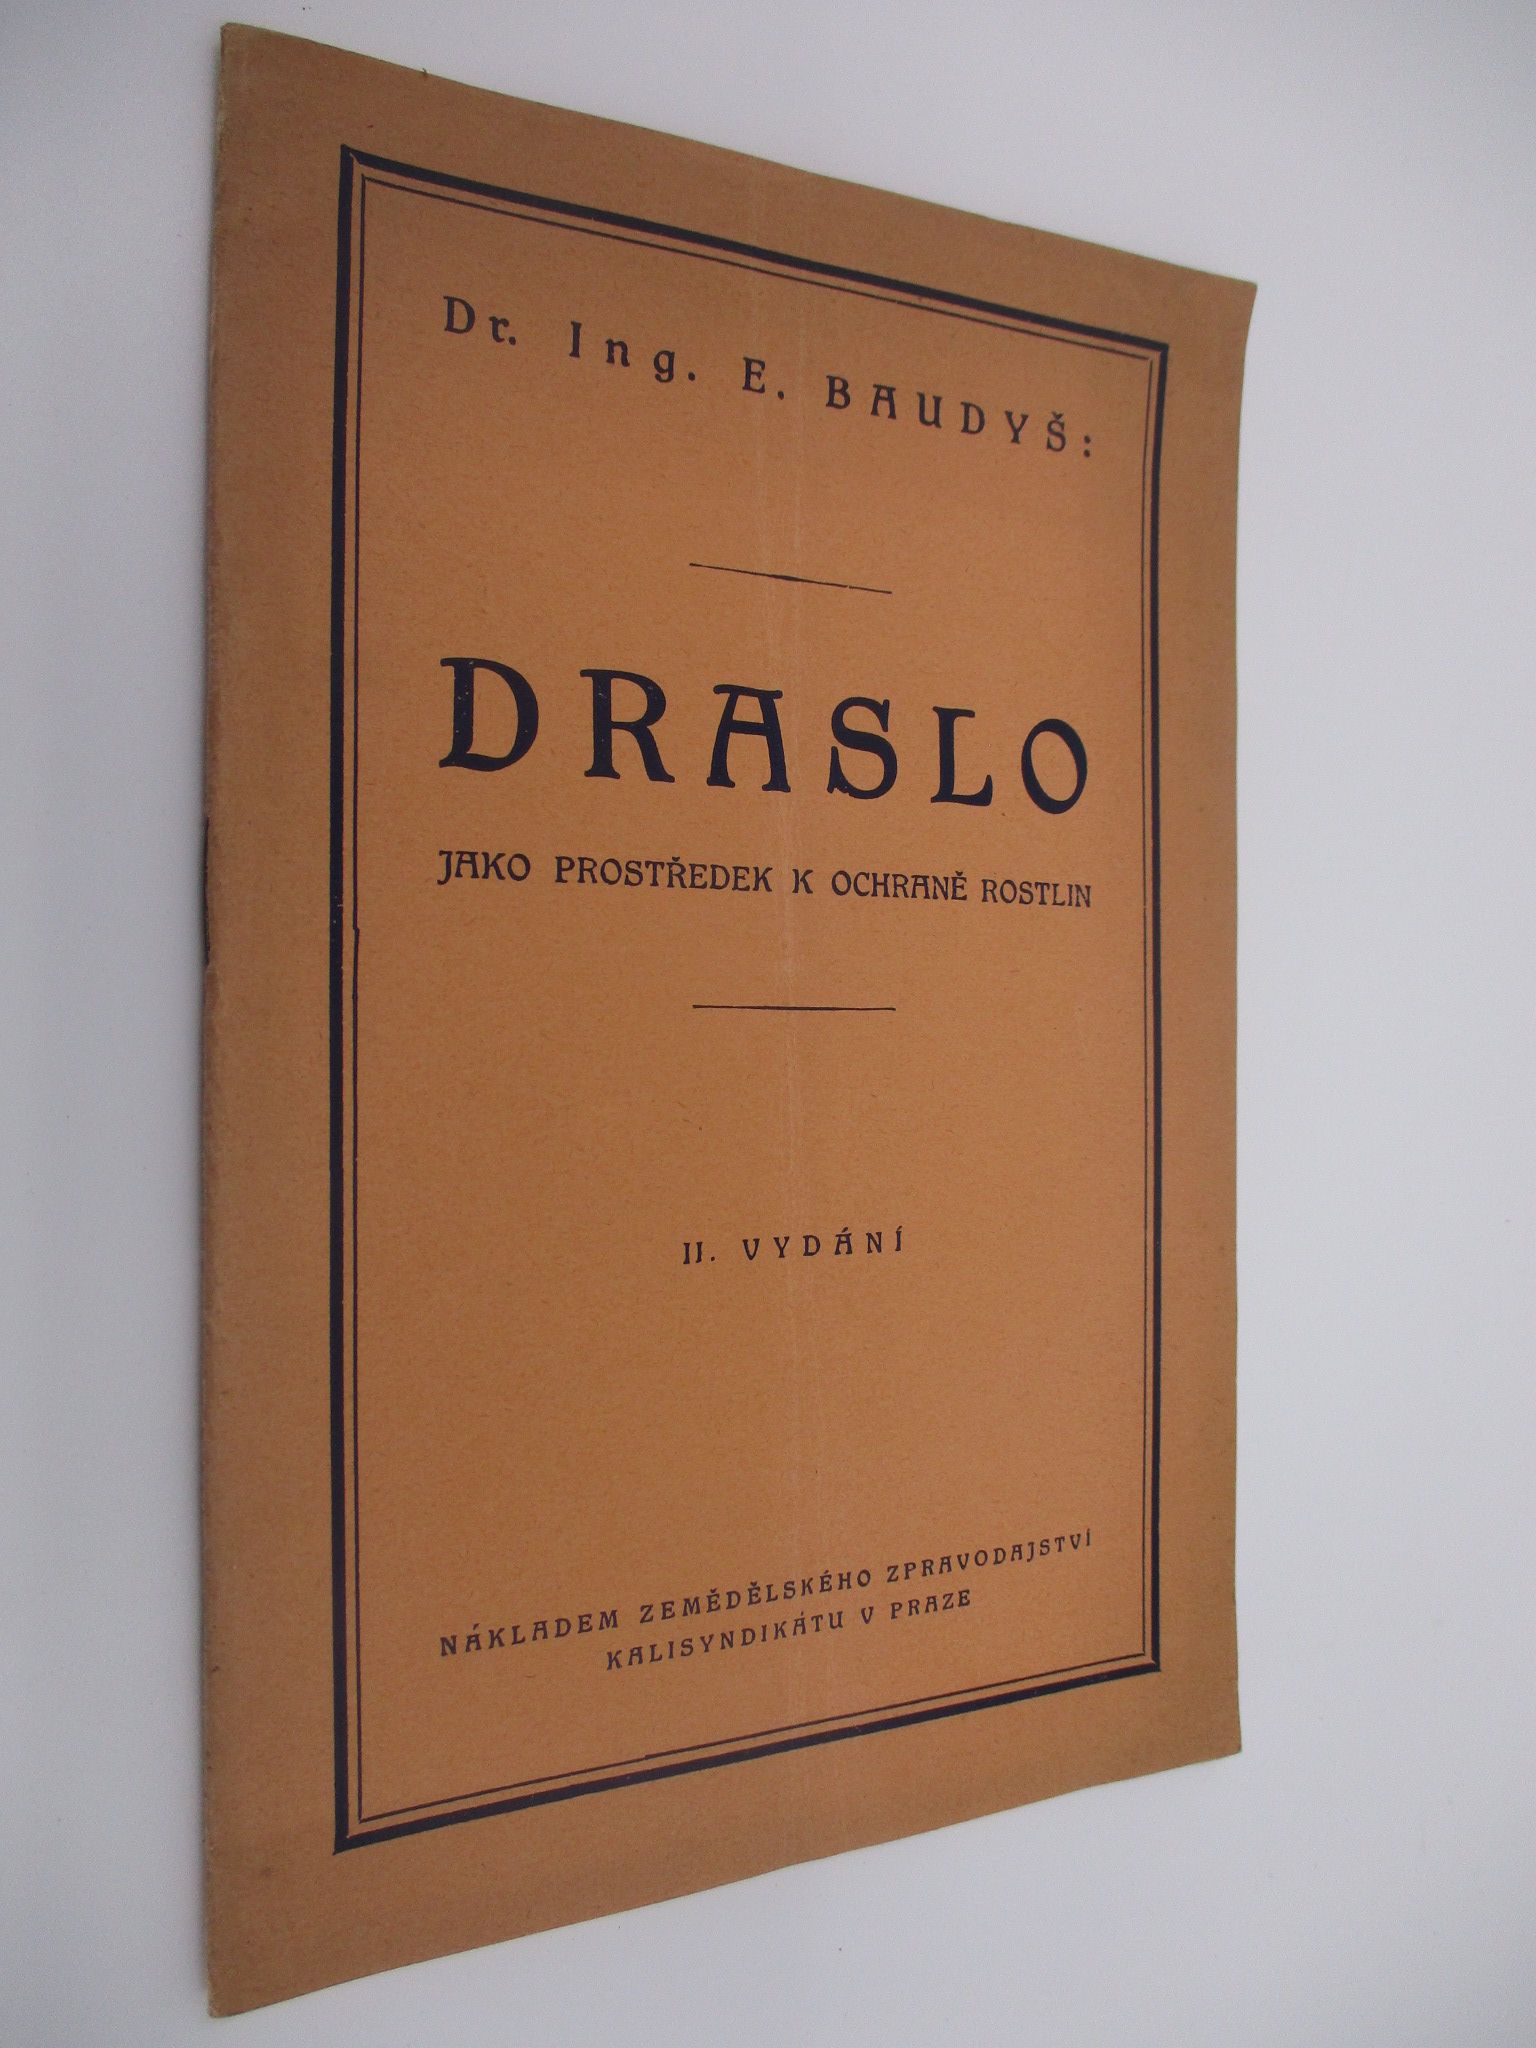 Dr. Ing. E. BAUDYŠ:
DRASLO
JAKO PROSTŘEDEK K OCHRANĚ ROSTLIN
II. VYDÁNÍ
NÁKLADEM ZEMĚDĚLSKÉHO ZPRAVODAJSTVÍ
KALISYNDIKÁTU V PRAZE